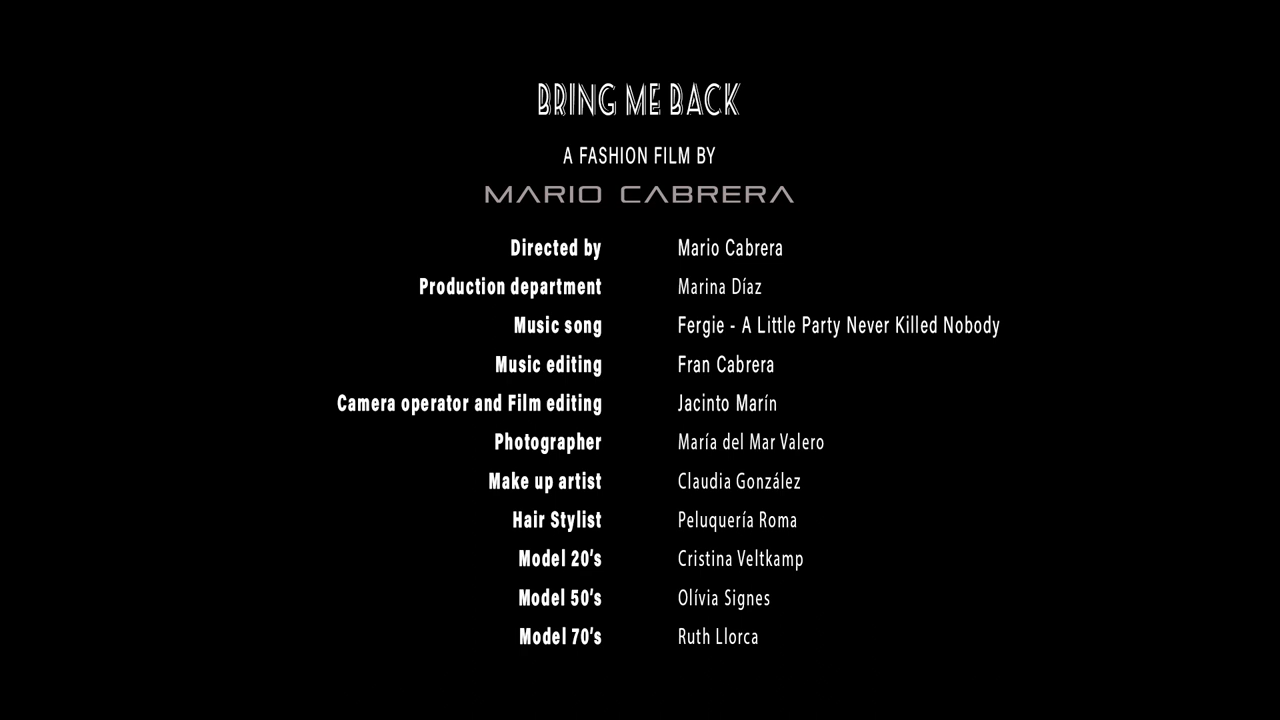 BRING ME BACK
A FASHION FILM BY
MARIO CABRERA
Directed by Mario Cabrera
Production department Marina Díaz
Music song Fergie - A Little Party Never Killed Nobody
Music editing Fran Cabrera
Camera operator and Film editing Jacinto Marín
Photographer María del Mar Valero
Make up artist Claudia González
Hair Stylist Peluquería Roma
Model 20's Cristina Veltkamp
Model 50's Olívia Signes
Model 70's Ruth Llorca